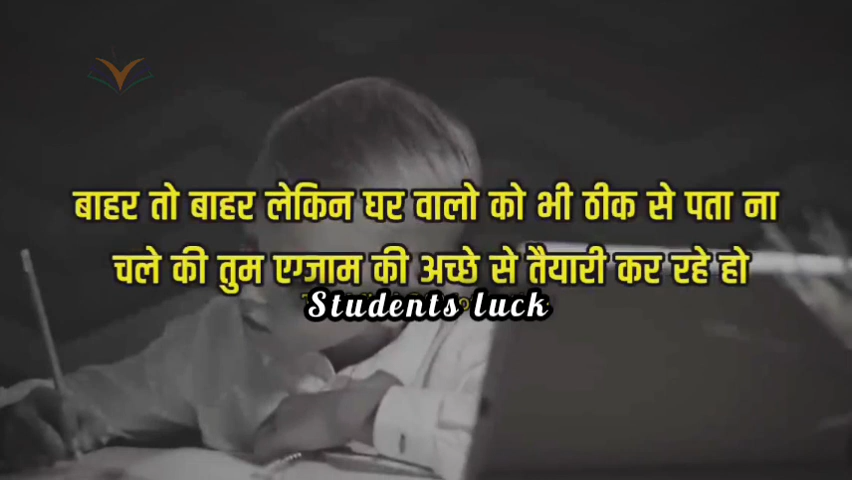 बाहर तो बाहर लेकिन घर वालो को भी ठीक से पता ना
चले की तुम एग्जाम की अच्छे से तैयारी कर रहे हो
Students luck